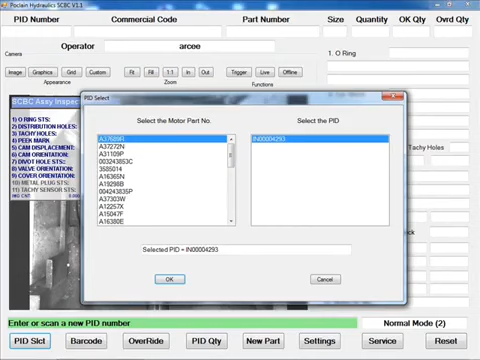 Poclain Hydraulics SCBC V1.1
PID Number Commercial Code Part Number Size Quantity OK Qty Ovrd Qty
Operator arcee
1. O Ring
Camera
Image Graphics Grid Custom Fit Fill 1:1 In Out Trigger Live Offline
Appearance Zoom Functions
SCBC Assy Inspect
PID Select
1) O RING STS:
2) DISTRIBUTION HOLES:
3) TACHY HOLES:
4) PEEK MARK
5) CAM DISPLACEMENT:
6) CAM ORIENTATION:
7) DIVOT HOLE STS:
8) VALVE ORIENTATION:
9) COVER ORIENTATION:
10) METAL PLUG STS:
11) TACHY SENSOR STS:
Select the Motor Part No. Select the PID
A37272N
A31109P
003243853C
3585014
A16365N
A19298B
004243835P
A37303W
A12257X
A15047F
A16380E
IN00004293
Selected PID = IN00004293
OK Cancel
Tachy Holes
Enter or scan a new PID number Normal Mode (2)
PID Slct Barcode OverRide PID Qty New Part Settings Service Reset